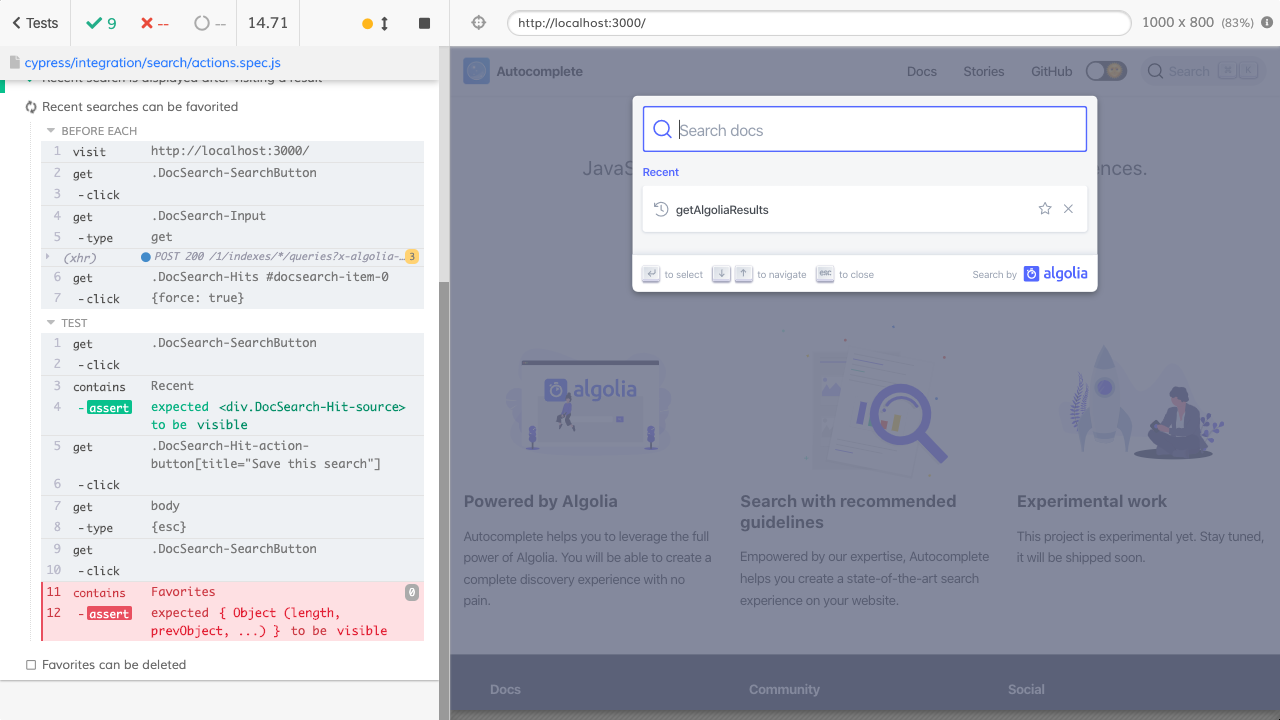 Tests
9
--
--
14.71
cypress/integration/search/actions.spec.js
Recent search is displayed after visiting a result
Recent searches can be favorited
BEFORE EACH
1 visit http://localhost:3000/
2 get .DocSearch-SearchButton
3 -click
4 get .DocSearch-Input
5 -type get
(xhr) POST 200 /1/indexes/*/queries?x-algolia-… 3
6 get .DocSearch-Hits #docsearch-item-0
7 -click {force: true}
TEST
1 get .DocSearch-SearchButton
2 -click
3 contains Recent
4 -assert expected <div.DocSearch-Hit-source>
to be visible
5 get .DocSearch-Hit-action-
button[title="Save this search"]
6 -click
7 get body
8 -type {esc}
9 get .DocSearch-SearchButton
10 -click
11 contains Favorites 0
12 -assert expected { Object (length,
prevObject, ...) } to be visible
Favorites can be deleted
http://localhost:3000/
1000 x 800 (83%)
Autocomplete
Docs Stories GitHub
Search ⌘ K
Search docs
JavaS
nces.
Recent
getAlgoliaResults
to select
to navigate
esc to close
Search by algolia
algolia
Powered by Algolia
Autocomplete helps you to leverage the full
power of Algolia. You will be able to create a
complete discovery experience with no
pain.
Search with recommended
guidelines
Empowered by our expertise, Autocomplete
helps you create a state-of-the-art search
experience on your website.
Experimental work
This project is experimental yet. Stay tuned,
it will be shipped soon.
Docs Community Social